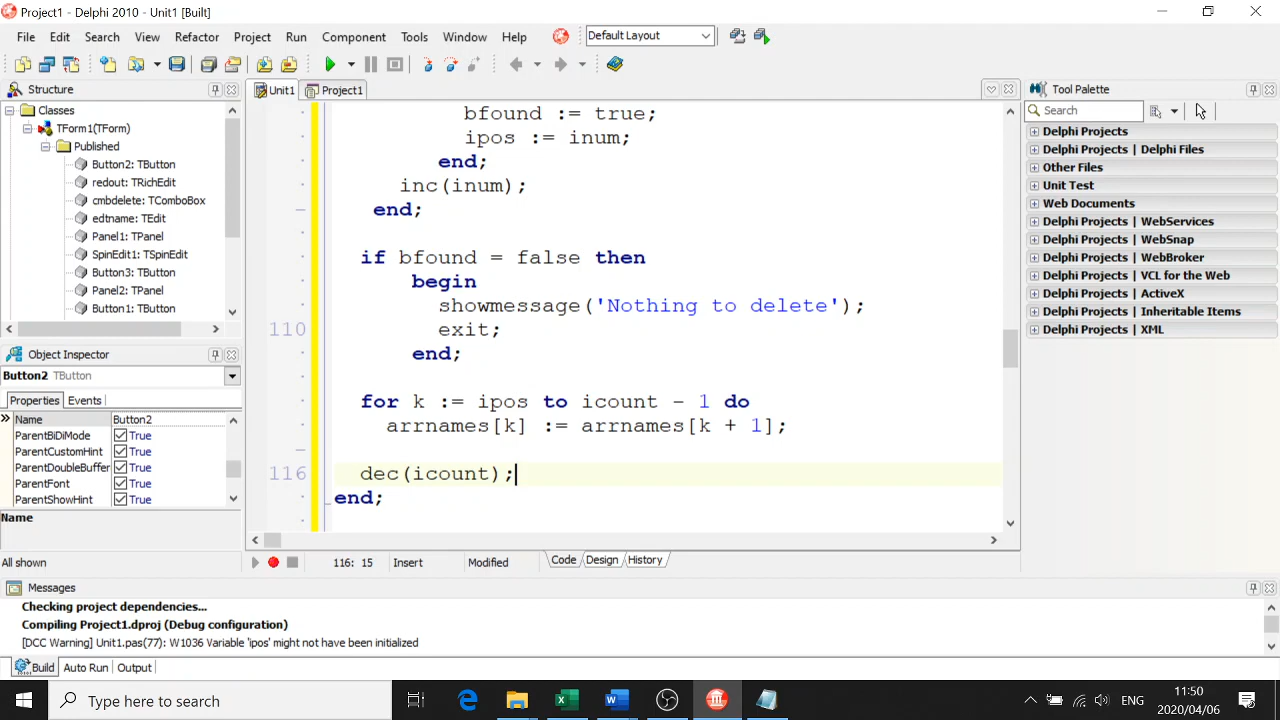 Project1 - Delphi 2010 - Unit1 [Built]
File Edit Search View Refactor Project Run Component Tools Window Help
Default Layout
Structure
Classes
TForm1(TForm)
Published
Button2: TButton
redout: TRichEdit
cmbdelete: TComboBox
edtname: TEdit
Panel1: TPanel
SpinEdit1: TSpinEdit
Button3: TButton
Panel2: TPanel
Button1: TButton
Object Inspector
Button2 TButton
Properties Events
Name Button2
ParentBiDiMode True
ParentCustomHint True
ParentDoubleBuffer True
ParentFont True
ParentShowHint True
Name
All shown
Unit1 Project1
bfound := true;
ipos := inum;
end;
inc(inum);
end;
if bfound = false then
begin
showmessage('Nothing to delete');
110 exit;
end;
for k := ipos to icount - 1 do
arrnames[k] := arrnames[k + 1];
116 dec(icount);
end;
116: 15 Insert Modified Code Design History
Tool Palette
Search
Delphi Projects
Delphi Projects | Delphi Files
Other Files
Unit Test
Web Documents
Delphi Projects | WebServices
Delphi Projects | WebSnap
Delphi Projects | WebBroker
Delphi Projects | VCL for the Web
Delphi Projects | ActiveX
Delphi Projects | Inheritable Items
Delphi Projects | XML
Messages
Checking project dependencies...
Compiling Project1.dproj (Debug configuration)
[DCC Warning] Unit1.pas(77): W1036 Variable 'ipos' might not have been initialized
Build Auto Run Output
Type here to search
ENG
11:50
2020/04/06